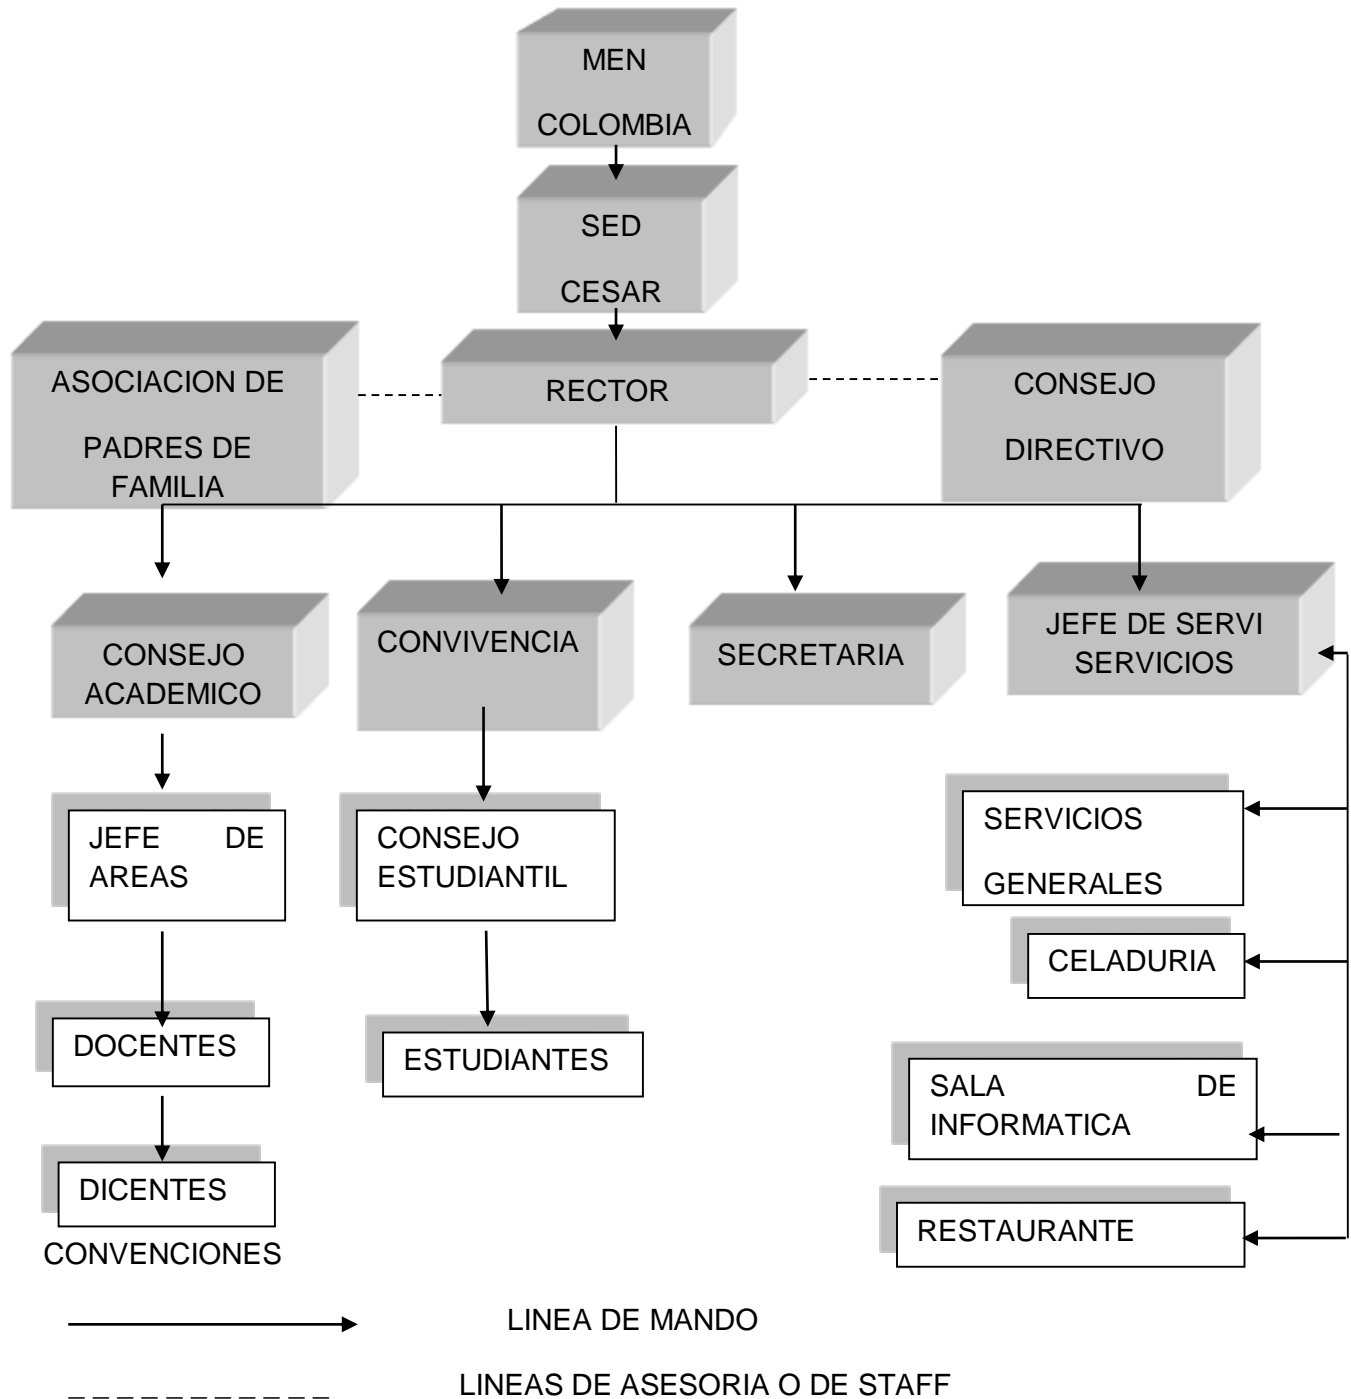 MEN
COLOMBIA
SED
CESAR
ASOCIACION DE
PADRES DE
FAMILIA
RECTOR
CONSEJO
DIRECTIVO
CONSEJO
ACADEMICO
CONVIVENCIA
SECRETARIA
JEFE DE SERVI
SERVICIOS
JEFE DE
AREAS
CONSEJO
ESTUDIANTIL
SERVICIOS
GENERALES
CELADURIA
DOCENTES
ESTUDIANTES
SALA DE
INFORMATICA
DICENTES
RESTAURANTE
CONVENCIONES
LINEA DE MANDO
LINEAS DE ASESORIA O DE STAFF